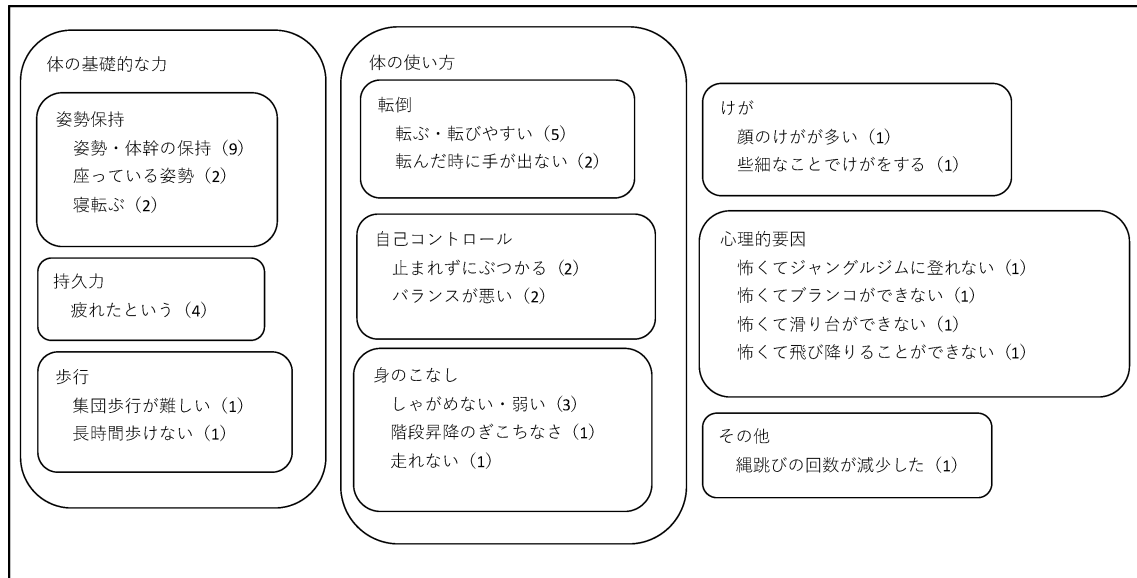 体の基礎的な力
姿勢保持
姿勢・体幹の保持（9）
座っている姿勢（2）
寝転ぶ（2）
持久力
疲れたという（4）
歩行
集団歩行が難しい（1）
長時間歩けない（1）
体の使い方
転倒
転ぶ・転びやすい（5）
転んだ時に手が出ない（2）
自己コントロール
止まれずにぶつかる（2）
バランスが悪い（2）
身のこなし
しゃがめない・弱い（3）
階段昇降のぎこちなさ（1）
走れない（1）
けが
顔のけがが多い（1）
些細なことでけがをする（1）
心理的要因
怖くてジャングルジムに登れない（1）
怖くてブランコができない（1）
怖くて滑り台ができない（1）
怖くて飛び降りることができない（1）
その他
縄跳びの回数が減少した（1）